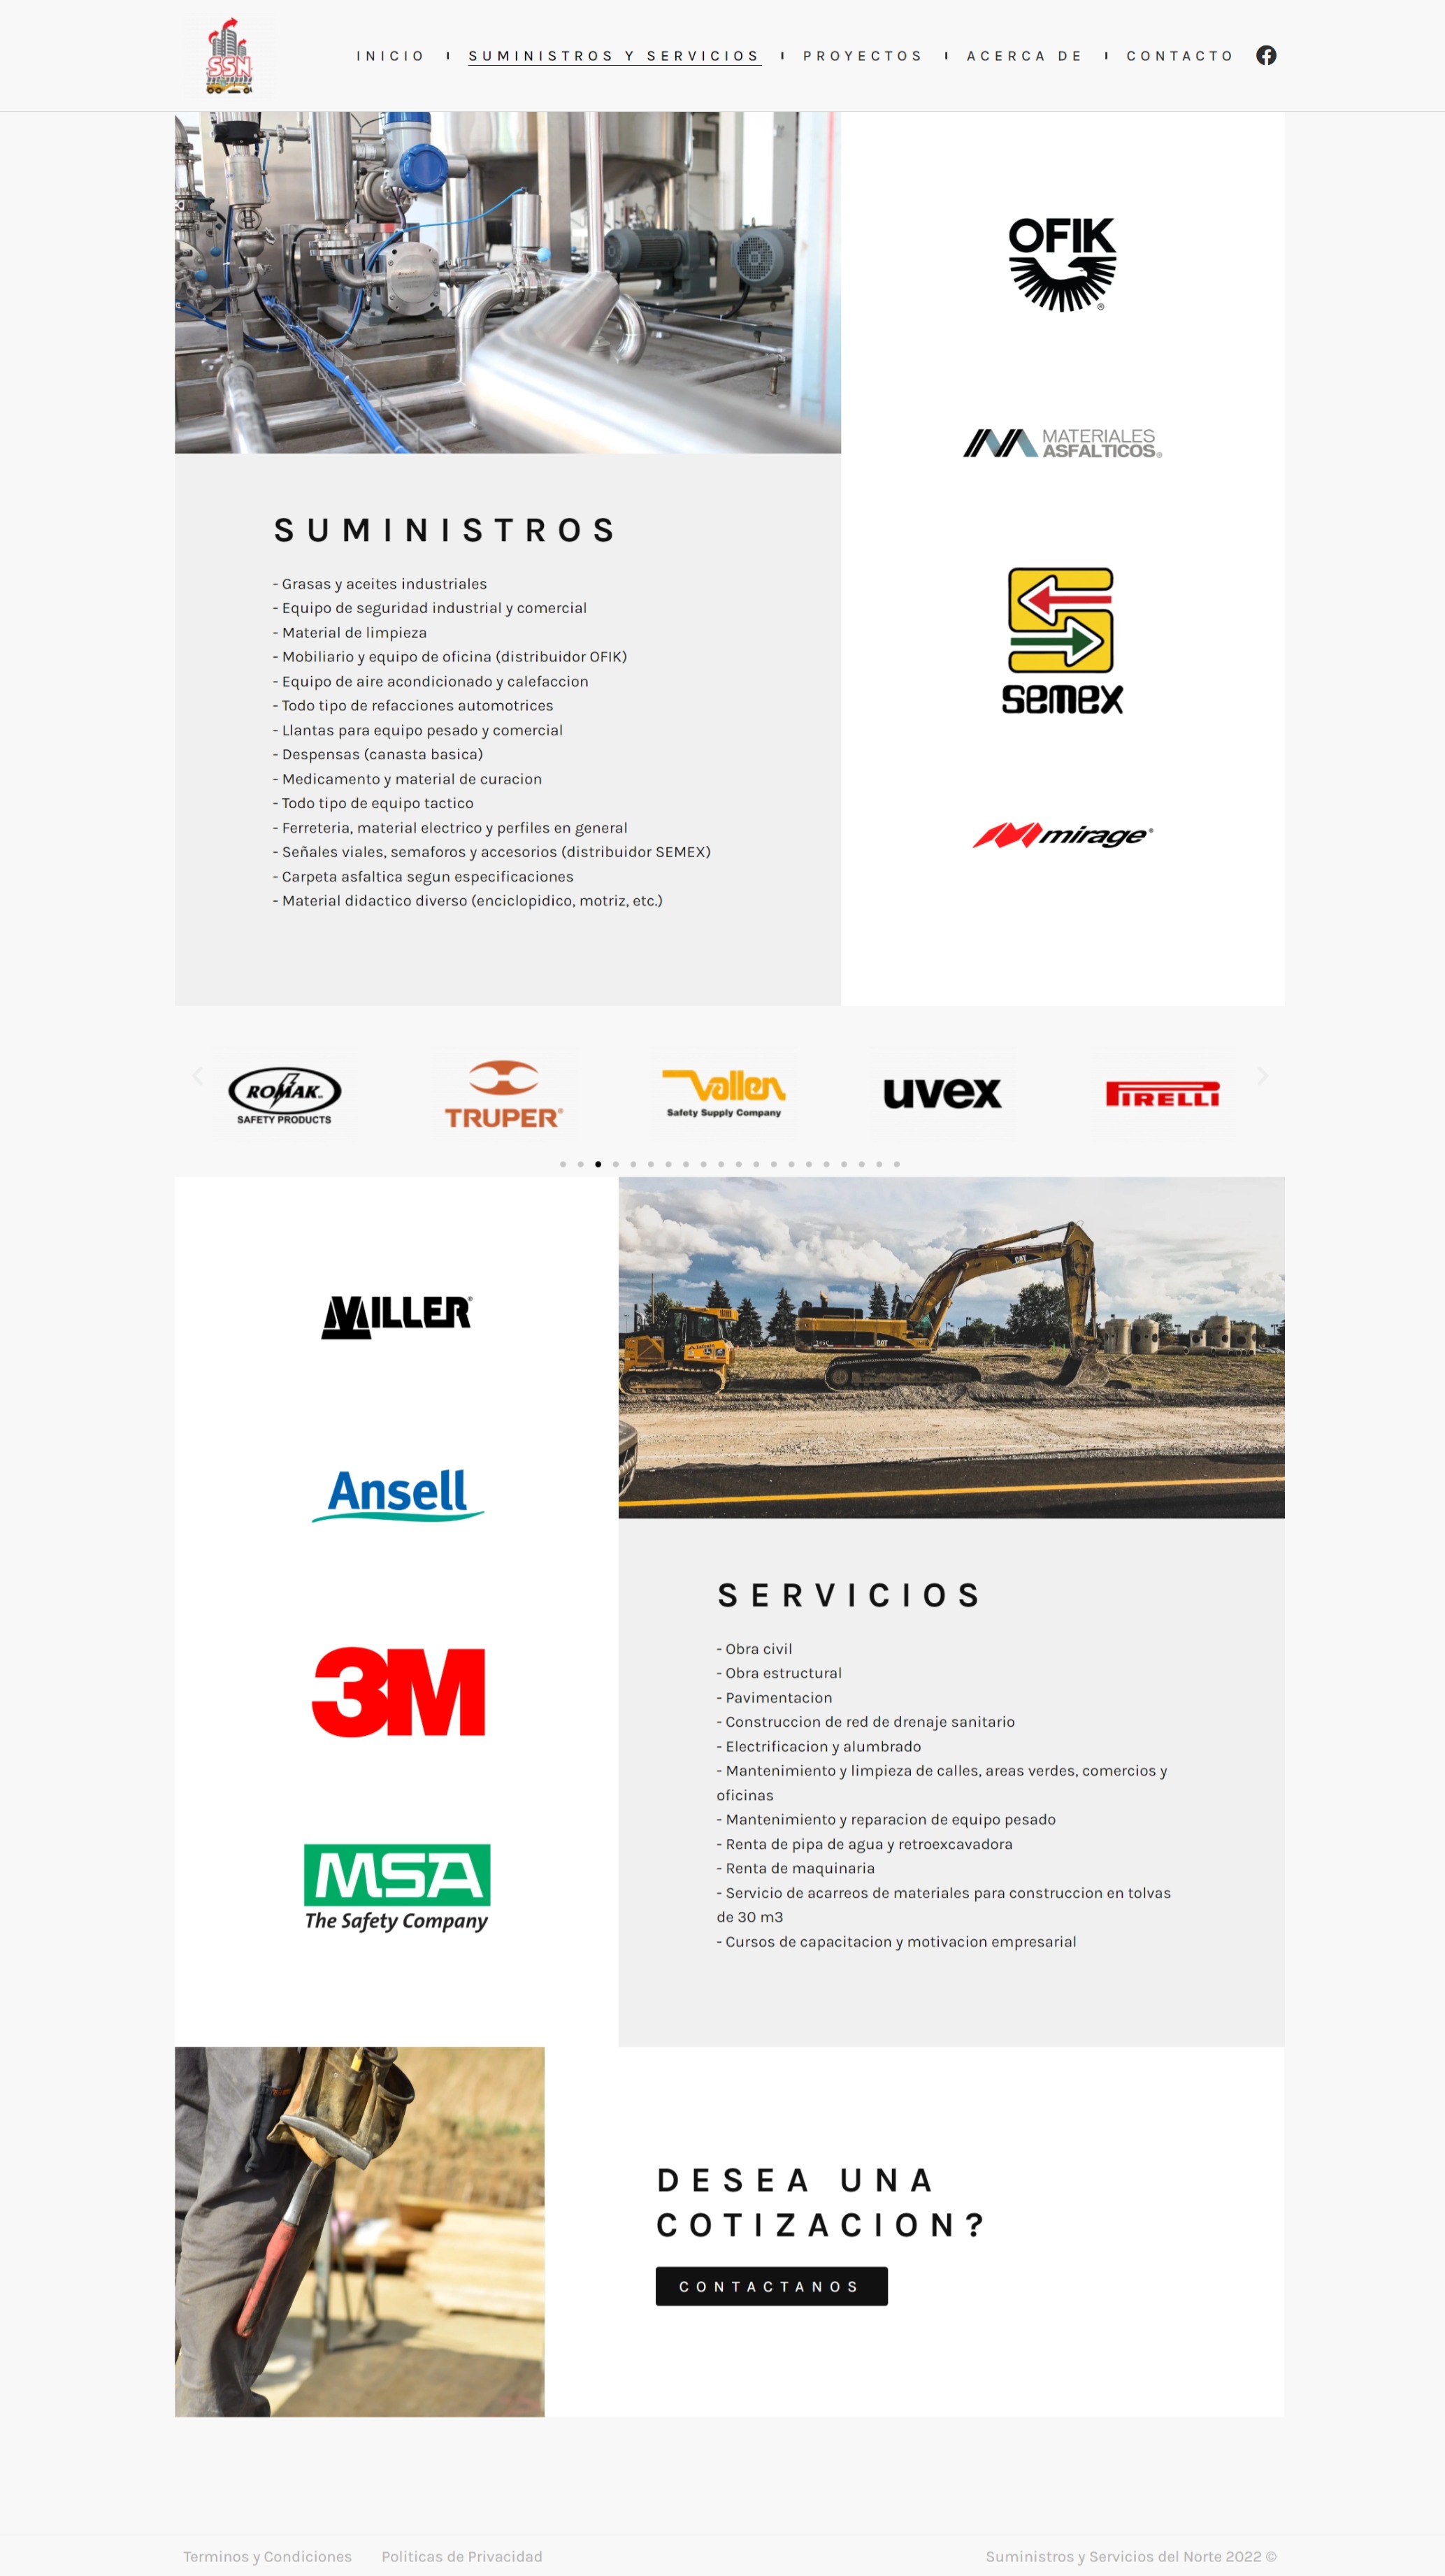 SSN
INICIO
SUMINISTROS Y SERVICIOS
PROYECTOS
ACERCA DE
CONTACTO
OFIK
®
MATERIALES
ASFALTICOS®
semex
mirage®
SUMINISTROS
- Grasas y aceites industriales
- Equipo de seguridad industrial y comercial
- Material de limpieza
- Mobiliario y equipo de oficina (distribuidor OFIK)
- Equipo de aire acondicionado y calefaccion
- Todo tipo de refacciones automotrices
- Llantas para equipo pesado y comercial
- Despensas (canasta basica)
- Medicamento y material de curacion
- Todo tipo de equipo tactico
- Ferreteria, material electrico y perfiles en general
- Señales viales, semaforos y accesorios (distribuidor SEMEX)
- Carpeta asfaltica segun especificaciones
- Material didactico diverso (enciclopidico, motriz, etc.)
ROMAK
SAFETY PRODUCTS
TRUPER®
Vallen
Safety Supply Company
uvex
PIRELLI
MILLER®
Ansell
3M
MSA
The Safety Company
CAT
CAT
SERVICIOS
- Obra civil
- Obra estructural
- Pavimentacion
- Construccion de red de drenaje sanitario
- Electrificacion y alumbrado
- Mantenimiento y limpieza de calles, areas verdes, comercios y
oficinas
- Mantenimiento y reparacion de equipo pesado
- Renta de pipa de agua y retroexcavadora
- Renta de maquinaria
- Servicio de acarreos de materiales para construccion en tolvas
de 30 m3
- Cursos de capacitacion y motivacion empresarial
DESEA UNA
COTIZACION?
CONTACTANOS
Terminos y Condiciones
Politicas de Privacidad
Suministros y Servicios del Norte 2022 ©